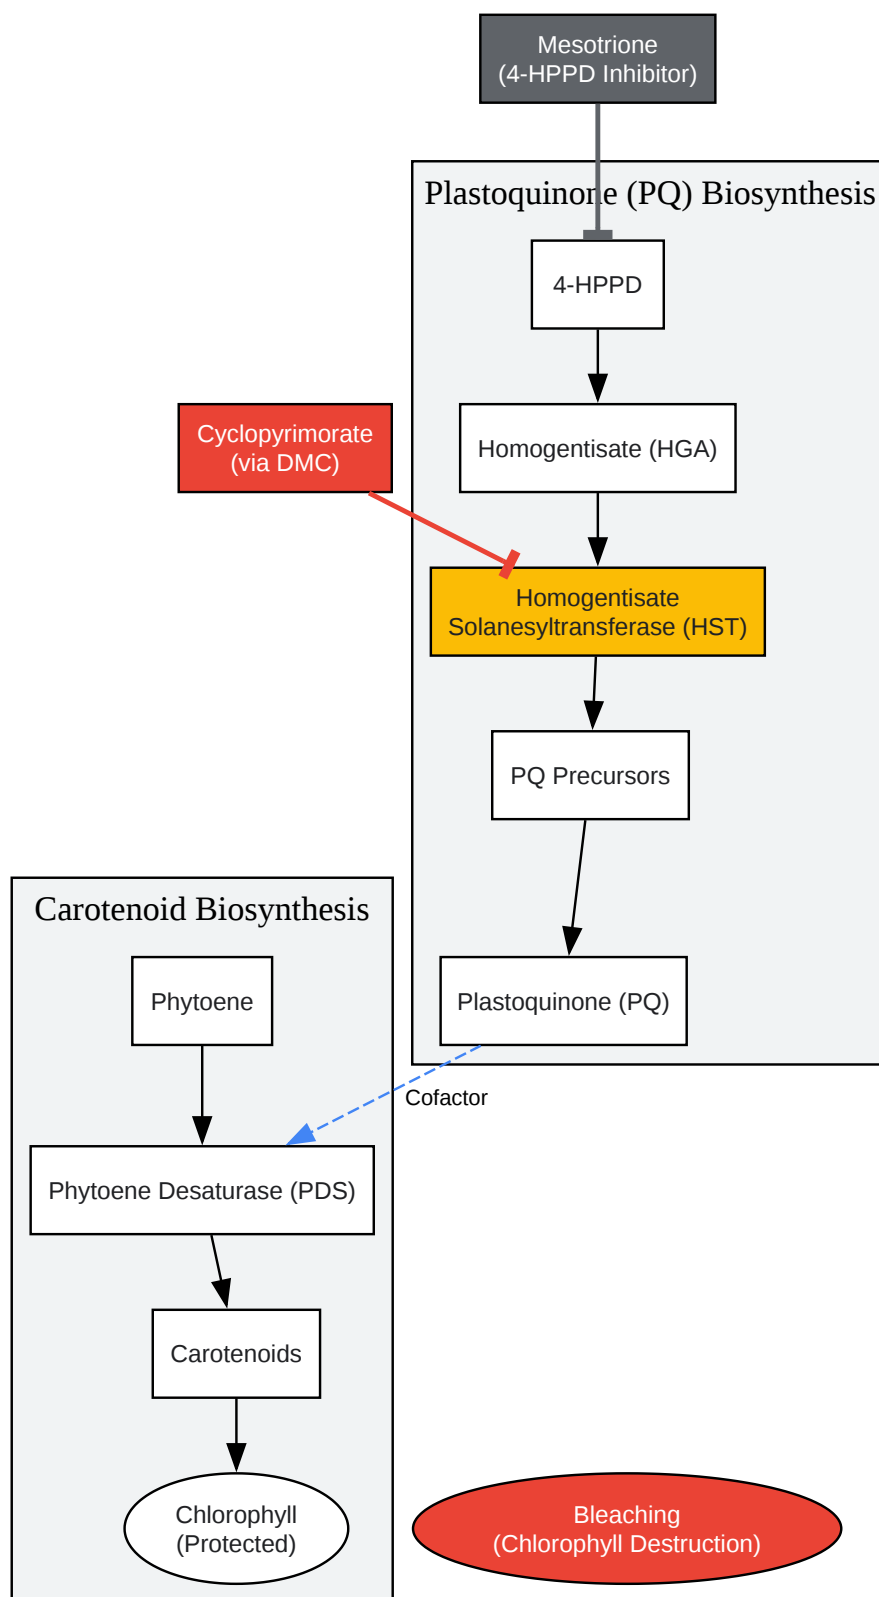 Mesotrione
(4-HPPD Inhibitor)
Plastoquinone (PQ) Biosynthesis
4-HPPD
Cyclopyrimorate
(via DMC)
Homogentisate (HGA)
Homogentisate
Solanesyltransferase (HST)
PQ Precursors
Carotenoid Biosynthesis
Phytoene
Plastoquinone (PQ)
Cofactor
Phytoene Desaturase (PDS)
Carotenoids
Chlorophyll
(Protected)
Bleaching
(Chlorophyll Destruction)